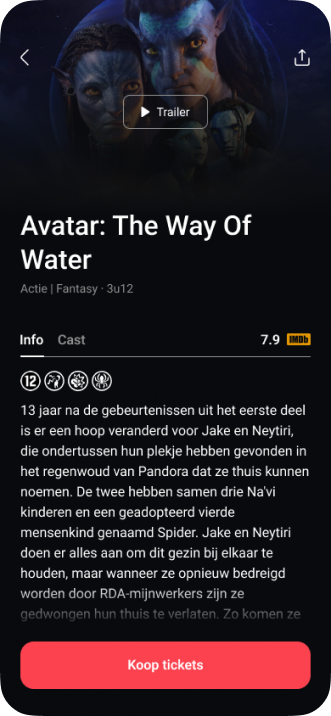 Trailer
Avatar: The Way Of
Water
Actie | Fantasy · 3u12
Info Cast 7.9 IMDb
12
13 jaar na de gebeurtenissen uit het eerste deel
is er een hoop veranderd voor Jake en Neytiri,
die ondertussen hun plekje hebben gevonden in
het regenwoud van Pandora dat ze thuis kunnen
noemen. De twee hebben samen drie Na'vi
kinderen en een geadopteerd vierde
mensenkind genaamd Spider. Jake en Neytiri
doen er alles aan om dit gezin bij elkaar te
houden, maar wanneer ze opnieuw bedreigd
worden door RDA-mijnwerkers zijn ze
gedwongen hun thuis te verlaten. Zo komen ze
Koop tickets